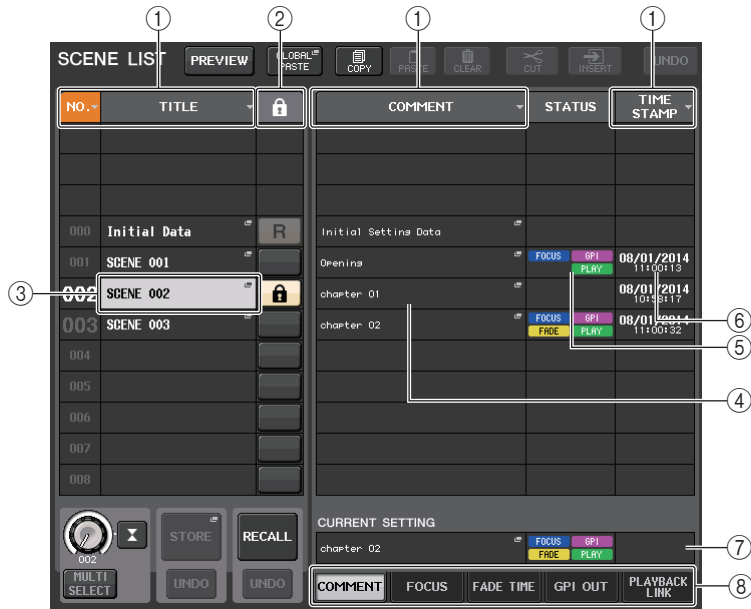 ① ② ① ①
SCENE LIST PREVIEW GLOBAL PASTE COPY PASTE CLEAR CUT INSERT UNDO
NO. TITLE COMMENT STATUS TIME STAMP
000 Initial Data R Initial Setting Data
001 SCENE 001 Opening FOCUS GPI PLAY 08/01/2014 11:00:13
③ 002 SCENE 002 chapter 01 08/01/2014 10:58:17 ⑥
003 SCENE 003 chapter 02 FOCUS GPI FADE PLAY 08/01/2014 11:00:32 ⑤
004
④
005
006
007
008
CURRENT SETTING
STORE RECALL chapter 02 FOCUS GPI FADE PLAY ⑦
002
MULTI SELECT UNDO UNDO COMMENT FOCUS FADE TIME GPI OUT PLAYBACK LINK ⑧